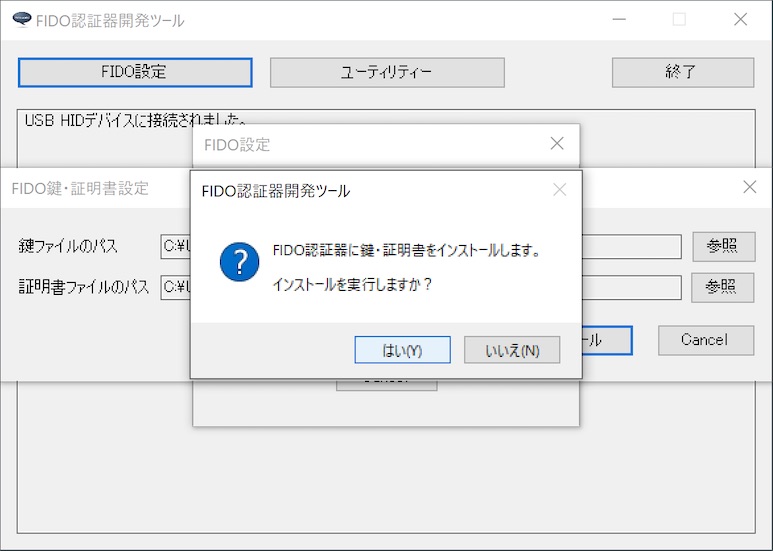 FIDO認証器開発ツール
FIDO設定
ユーティリティー
終了
USB HIDデバイスに接続されました。
FIDO設定
FIDO鍵・証明書設定
FIDO認証器開発ツール
鍵ファイルのパス
C:¥
参照
FIDO認証器に鍵・証明書をインストールします。
インストールを実行しますか？
証明書ファイルのパス
C:¥
参照
はい(Y)
いいえ(N)
ール
Cancel